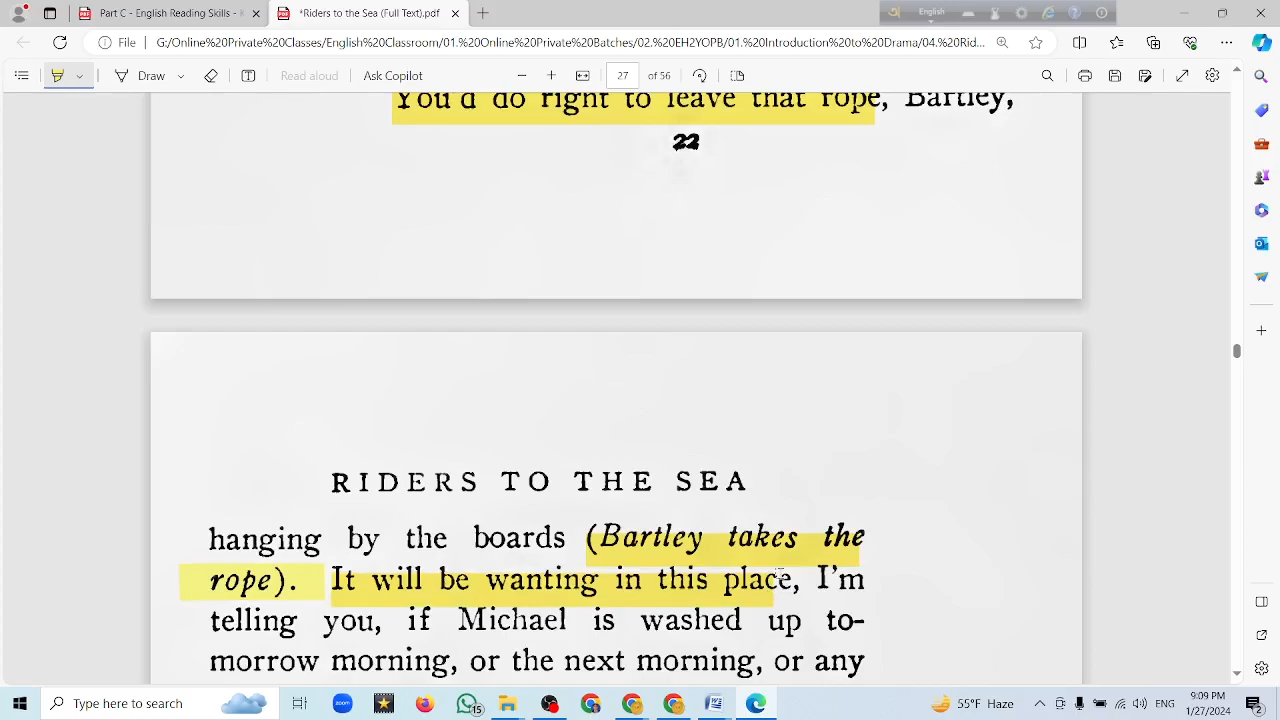 Part C - English Reading Skills -
*Riders to the Sea (Full Text).pdf
English
File
G:/Online%20Private%20Classes/English%20Classroom/01.%20Online%20Private%20Batches/02.%20EH2YOPB/01.%20Introduction%20to%20Drama/04.%20Rid...
Draw
Read aloud
Ask Copilot
27
of 56
You'd do right to leave that rope, Bartley,
22
RIDERS TO THE SEA
hanging by the boards (Bartley takes the
rope). It will be wanting in this place, I'm
telling you, if Michael is washed up to-
morrow morning, or the next morning, or any
Type here to search
zoom
15
55°F Haze
ENG
9:09 PM
1/27/2024
2